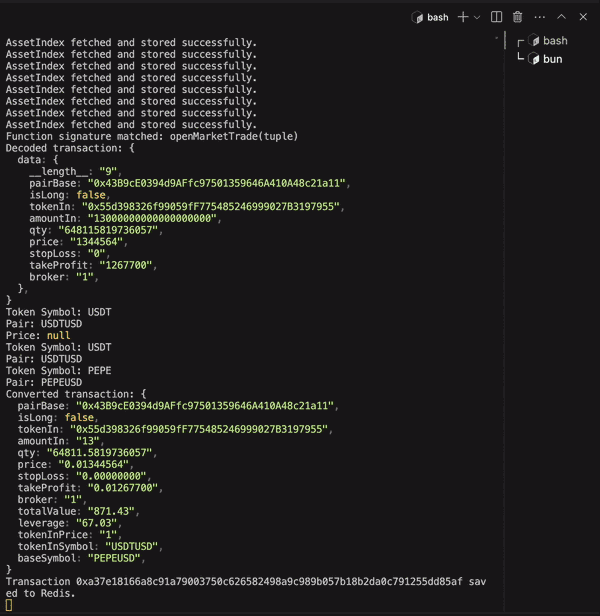 bash
AssetIndex fetched and stored successfully.
AssetIndex fetched and stored successfully.
AssetIndex fetched and stored successfully.
AssetIndex fetched and stored successfully.
AssetIndex fetched and stored successfully.
AssetIndex fetched and stored successfully.
AssetIndex fetched and stored successfully.
AssetIndex fetched and stored successfully.
Function signature matched: openMarketTrade(tuple)
Decoded transaction: {
data: {
__length__: "9",
pairBase: "0x43B9cE0394d9AFfc97501359646A410A48c21a11",
isLong: false,
tokenIn: "0x55d398326f99059fF775485246999027B3197955",
amountIn: "13000000000000000000",
qty: "648115819736057",
price: "1344564",
stopLoss: "0",
takeProfit: "1267700",
broker: "1",
},
}
Token Symbol: USDT
Pair: USDTUSD
Price: null
Token Symbol: USDT
Pair: USDTUSD
Token Symbol: PEPE
Pair: PEPEUSD
Converted transaction: {
pairBase: "0x43B9cE0394d9AFfc97501359646A410A48c21a11",
isLong: false,
tokenIn: "0x55d398326f99059fF775485246999027B3197955",
amountIn: "13",
qty: "64811.5819736057",
price: "0.01344564",
stopLoss: "0.00000000",
takeProfit: "0.01267700",
broker: "1",
totalValue: "871.43",
leverage: "67.03",
tokenInPrice: "1",
tokenInSymbol: "USDTUSD",
baseSymbol: "PEPEUSD",
}
Transaction 0xa37e18166a8c91a79003750c626582498a9c989b057b18b2da0c791255dd85af sav
ed to Redis.
bash
bun